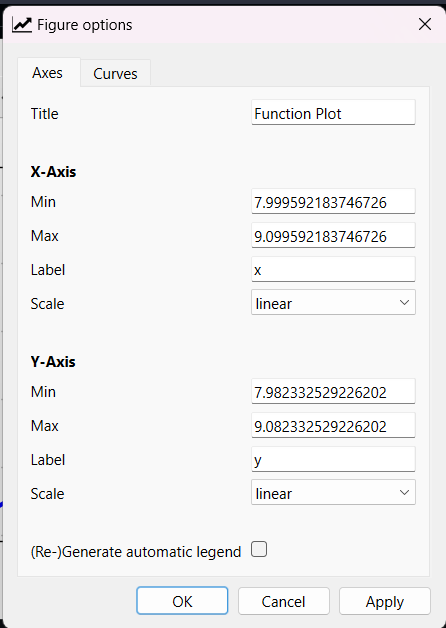 Figure options
Axes Curves
Title Function Plot
X-Axis
Min 7.999592183746726
Max 9.099592183746726
Label x
Scale linear
Y-Axis
Min 7.982332529226202
Max 9.082332529226202
Label y
Scale linear
(Re-)Generate automatic legend
OK Cancel Apply